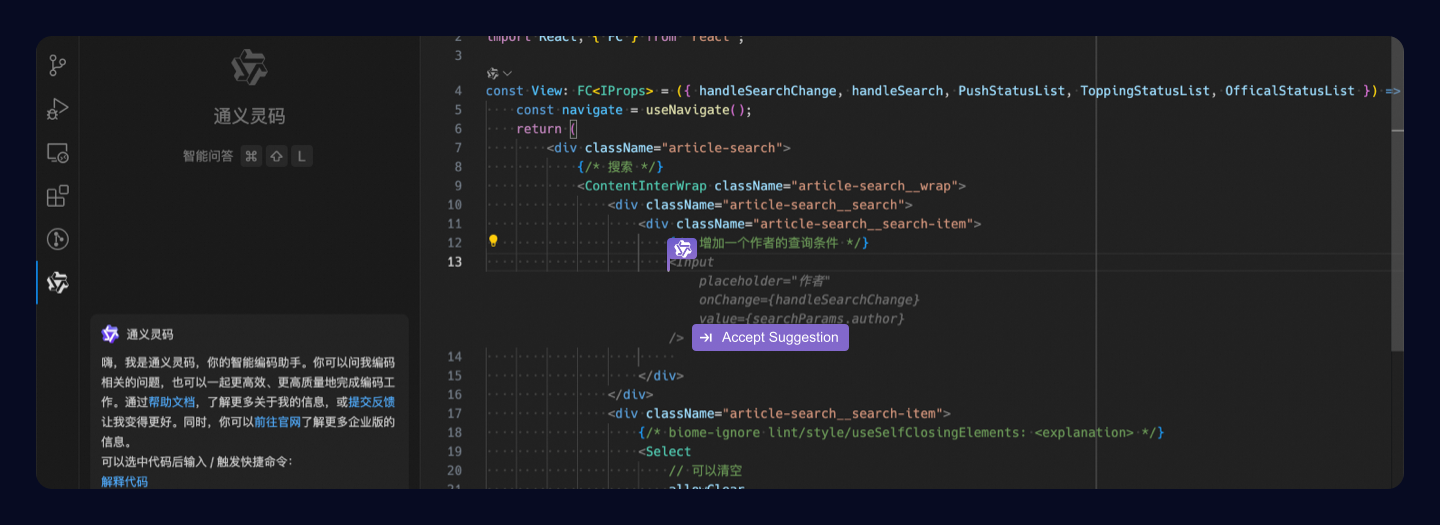 通义灵码
智能问答 ⌘ ⇧ L
通义灵码
嗨，我是通义灵码，你的智能编码助手。你可以问我编码
相关的问题，也可以一起更高效、更高质量地完成编码工
作。通过帮助文档，了解更多关于我的信息，或提交反馈
让我变得更好。同时，你可以前往官网了解更多企业版的
信息。
可以选中代码后输入 / 触发快捷命令：
解释代码
2 import React, { FC } from 'react';
3
4 const View: FC<IProps> = ({ handleSearchChange, handleSearch, PushStatusList, ToppingStatusList, OfficalStatusList }) =>
5 const navigate = useNavigate();
6 return (
7 <div className="article-search">
8 {/* 搜索 */}
9 <ContentInterWrap className="article-search__wrap">
10 <div className="article-search__search">
11 <div className="article-search__search-item">
12 增加一个作者的查询条件 */}
13 <Input
placeholder="作者"
onChange={handleSearchChange}
value={searchParams.author}
/>
Accept Suggestion
14
15 </div>
16 </div>
17 <div className="article-search__search-item">
18 {/* biome-ignore lint/style/useSelfClosingElements: <explanation> */}
19 <Select
20 // 可以清空
21 allowClear